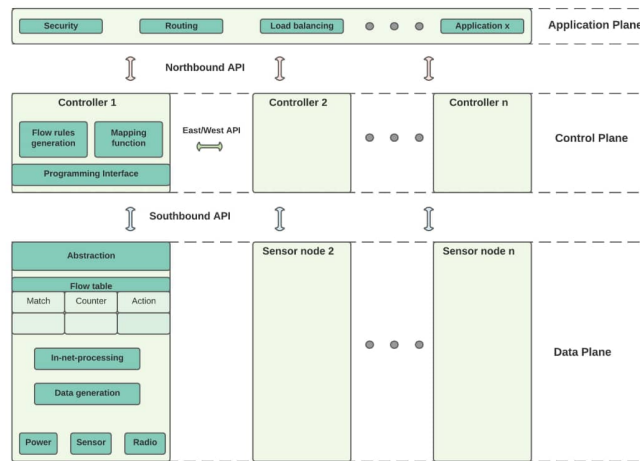 Security
Routing
Load balancing
Application x
Application Plane
Northbound API
Controller 1
Controller 2
Controller n
Flow rules
generation
Mapping
function
East/West API
Control Plane
Programming Interface
Southbound API
Abstraction
Sensor node 2
Sensor node n
Flow table
Match
Counter
Action
In-net-processing
Data Plane
Data generation
Power
Sensor
Radio